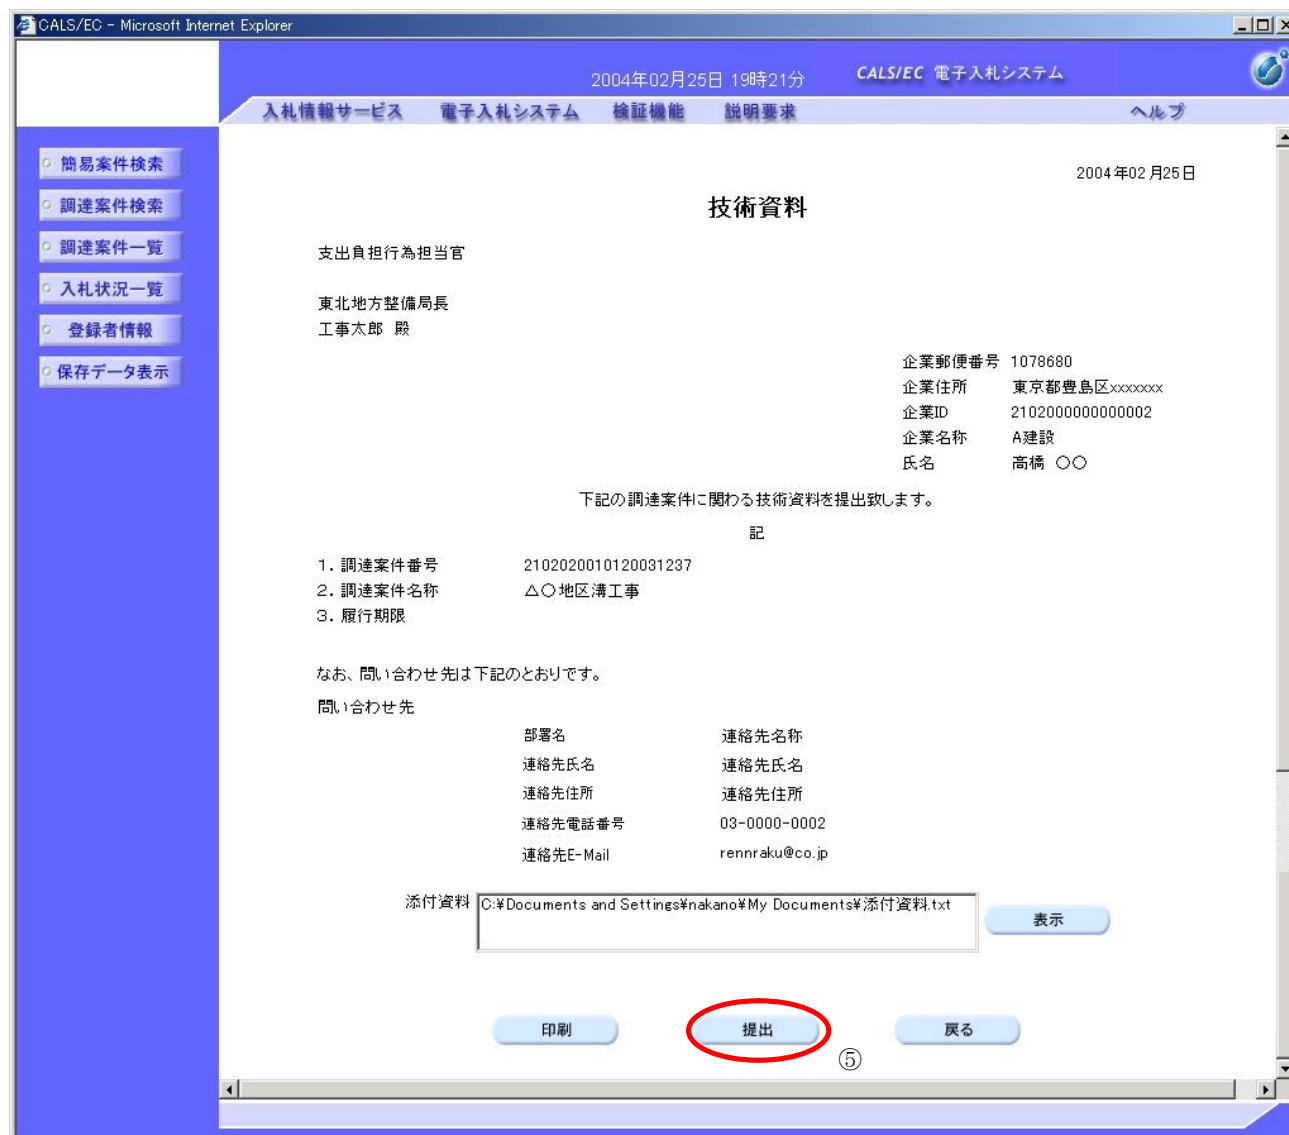 CALS/EC - Microsoft Internet Explorer
2004年02月25日 19時21分
CALS/EC 電子入札システム
入札情報サービス 電子入札システム 検証機能 説明要求 ヘルプ
簡易案件検索
調達案件検索
調達案件一覧
入札状況一覧
登録者情報
保存データ表示
2004年02月25日
技術資料
支出負担行為担当官
東北地方整備局長
工事太郎 殿
企業郵便番号 1078680
企業住所 東京都豊島区xxxxxxx
企業ID 2102000000000002
企業名称 A建設
氏名 高橋 〇〇
下記の調達案件に関わる技術資料を提出致します。
記
1. 調達案件番号 2102020010120031237
2. 調達案件名称 △〇地区溝工事
3. 履行期限
なお、問い合わせ先は下記のとおりです。
問い合わせ先
部署名 連絡先名称
連絡先氏名 連絡先氏名
連絡先住所 連絡先住所
連絡先電話番号 03-0000-0002
連絡先E-Mail rennraku@co.jp
添付資料 C:¥Documents and Settings¥nakano¥My Documents¥添付資料.txt 表示
印刷 提出 戻る
⑤